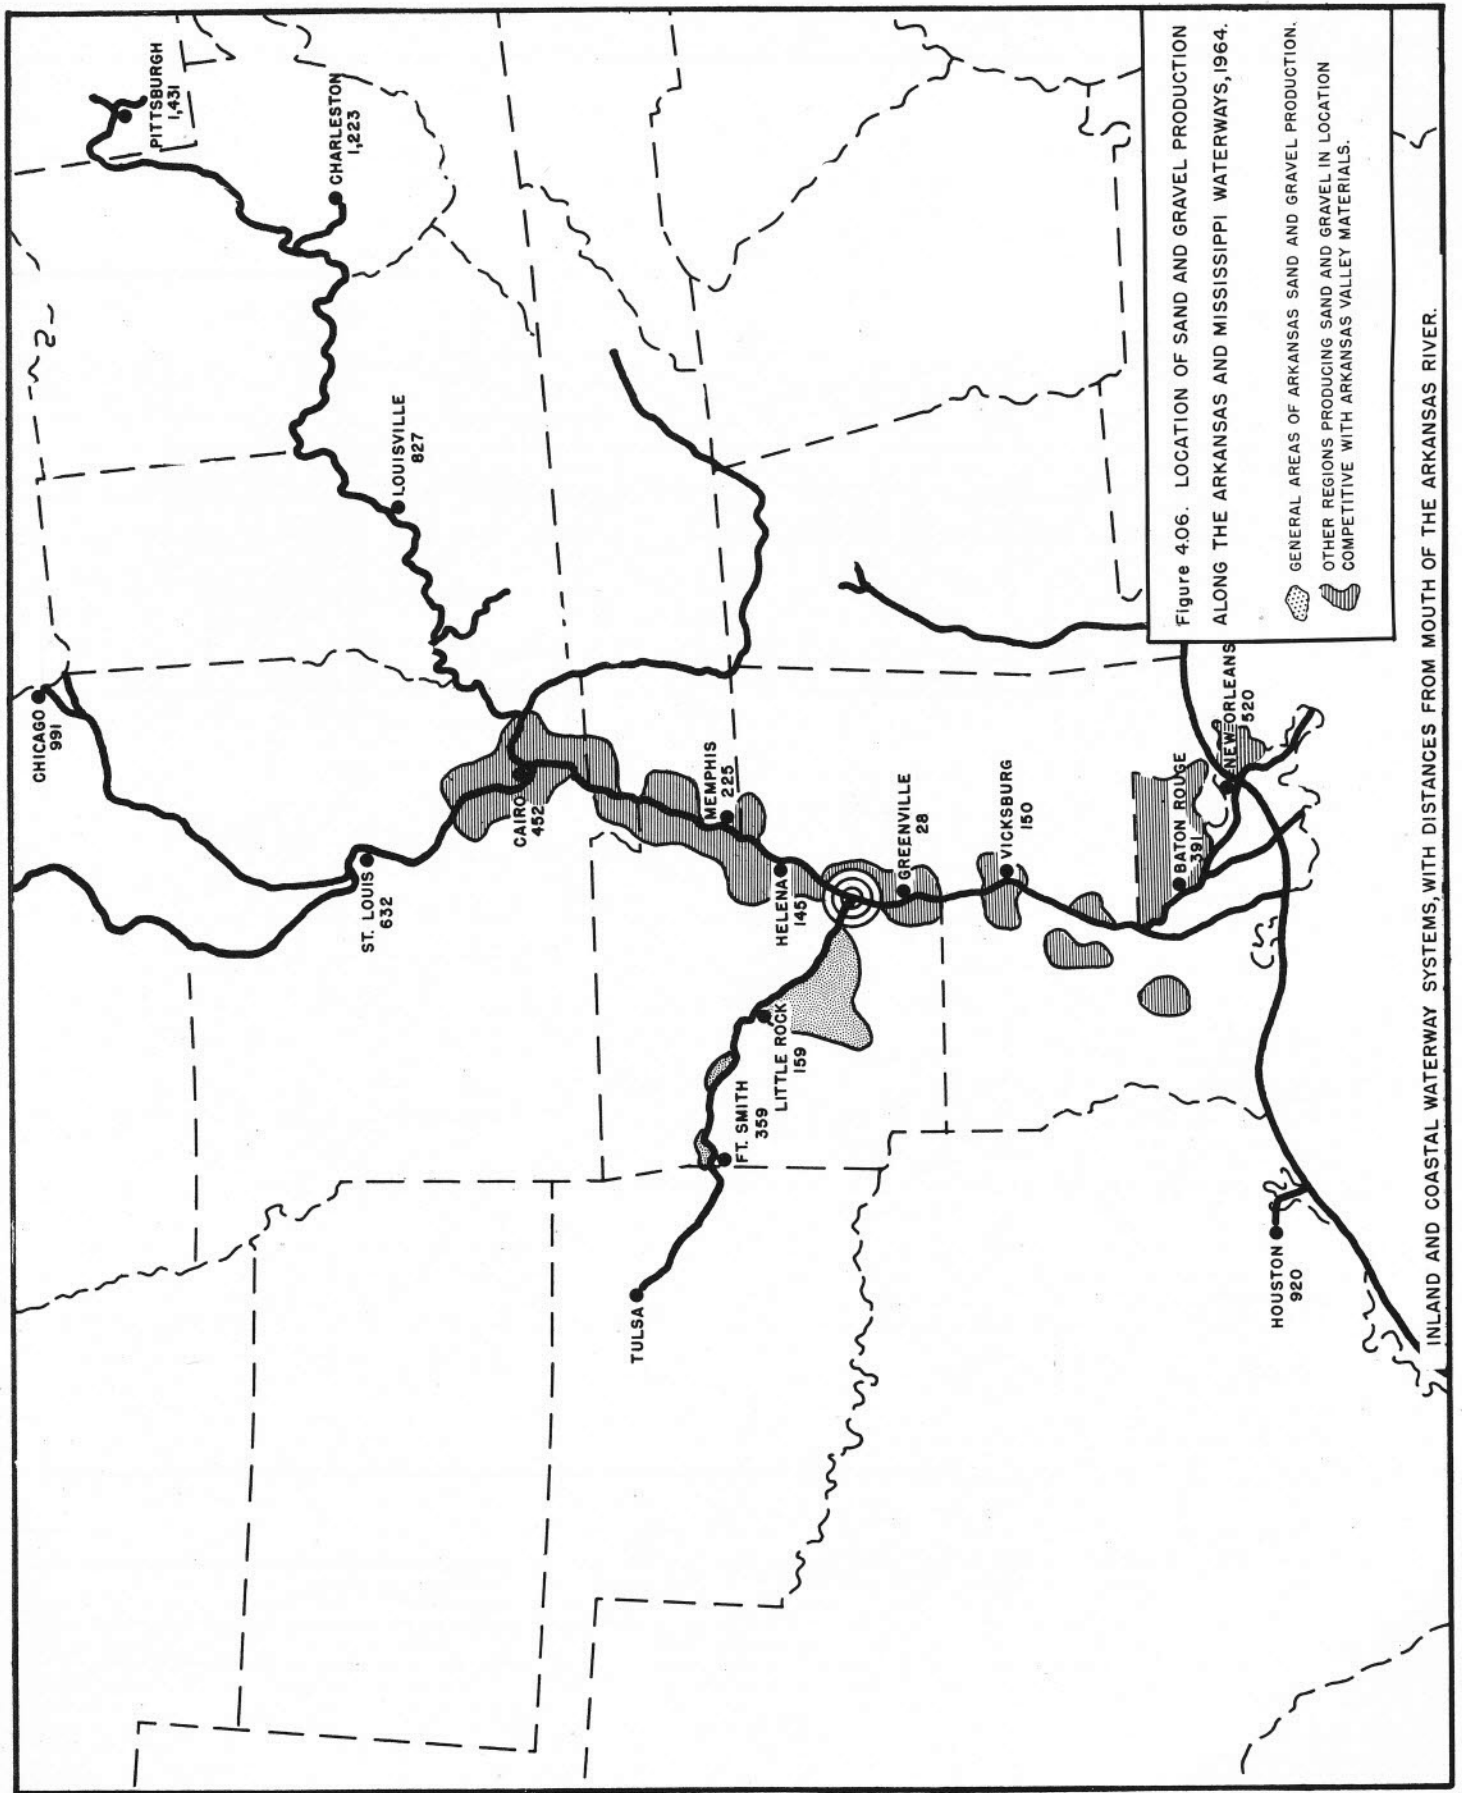 PITTSBURGH
1,431
CHARLESTON
1,223
LOUISVILLE
827
CHICAGO
991
ST. LOUIS
632
CAIRO
452
MEMPHIS
225
HELENA
145
GREENVILLE
28
VICKSBURG
150
BATON ROUGE
391
NEW ORLEANS
520
LITTLE ROCK
159
FT. SMITH
359
TULSA
HOUSTON
920
Figure 4.06. LOCATION OF SAND AND GRAVEL PRODUCTION
ALONG THE ARKANSAS AND MISSISSIPPI WATERWAYS, 1964.
GENERAL AREAS OF ARKANSAS SAND AND GRAVEL PRODUCTION.
OTHER REGIONS PRODUCING SAND AND GRAVEL IN LOCATION
COMPETITIVE WITH ARKANSAS VALLEY MATERIALS.
INLAND AND COASTAL WATERWAY SYSTEMS, WITH DISTANCES FROM MOUTH OF THE ARKANSAS RIVER.